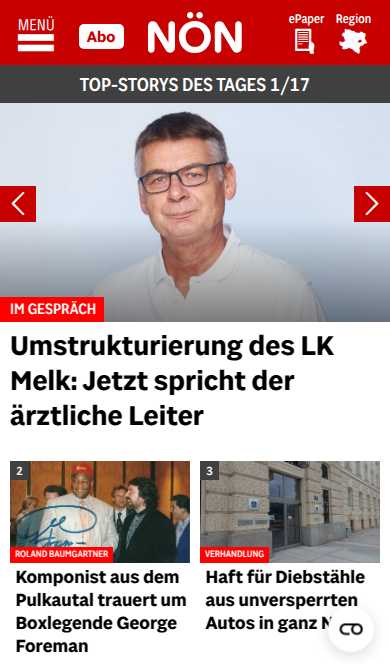 MENÜ
Abo
NÖN
ePaper
Region
TOP-STORYS DES TAGES 1/17
IM GESPRÄCH
Umstrukturierung des LK
Melk: Jetzt spricht der
ärztliche Leiter
2
ROLAND BAUMGARTNER
Komponist aus dem
Pulkautal trauert um
Boxlegende George
Foreman
3
VERHANDLUNG
Haft für Diebstähle
aus unversperrten
Autos in ganz